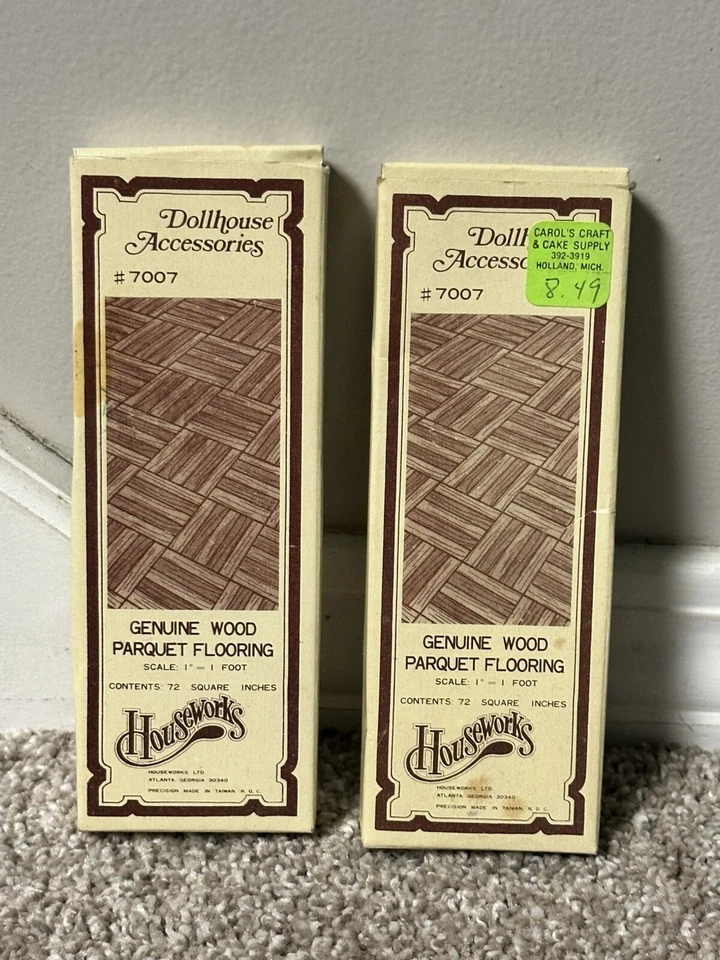 Dollhouse
Accessories
#7007
GENUINE WOOD
PARQUET FLOORING
SCALE: 1" = 1 FOOT
CONTENTS: 72 SQUARE INCHES
Houseworks
HOUSEWORKS LTD.
ATLANTA, GEORGIA 30340
PRECISION MADE IN TAIWAN, R.O.C.
Dollh
Accesso
CAROL'S CRAFT
& CAKE SUPPLY
392-3919
HOLLAND, MICH.
8.49
#7007
GENUINE WOOD
PARQUET FLOORING
SCALE: 1" = 1 FOOT
CONTENTS: 72 SQUARE INCHES
Houseworks
HOUSEWORKS LTD.
ATLANTA, GEORGIA 30340
PRECISION MADE IN TAIWAN, R.O.C.